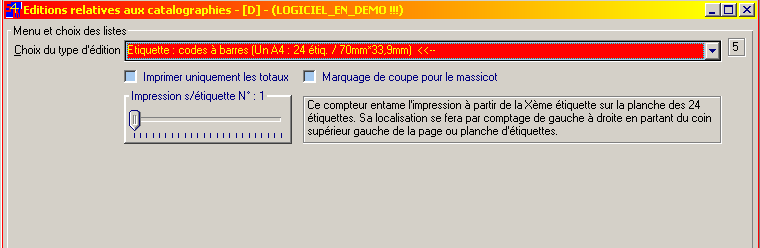 Editions relatives aux catalographies - [D] - (LOGICIEL_EN_DEMO !!!)
Menu et choix des listes
Choix du type d'édition
Etiquette : codes à barres (Un A4 : 24 étiq. / 70mm*33,9mm) <<--
5
Imprimer uniquement les totaux
Marquage de coupe pour le massicot
Impression s/étiquette N° : 1
Ce compteur entame l'impression à partir de la Xème étiquette sur la planche des 24
étiquettes. Sa localisation se fera par comptage de gauche à droite en partant du coin
supérieur gauche de la page ou planche d'étiquettes.